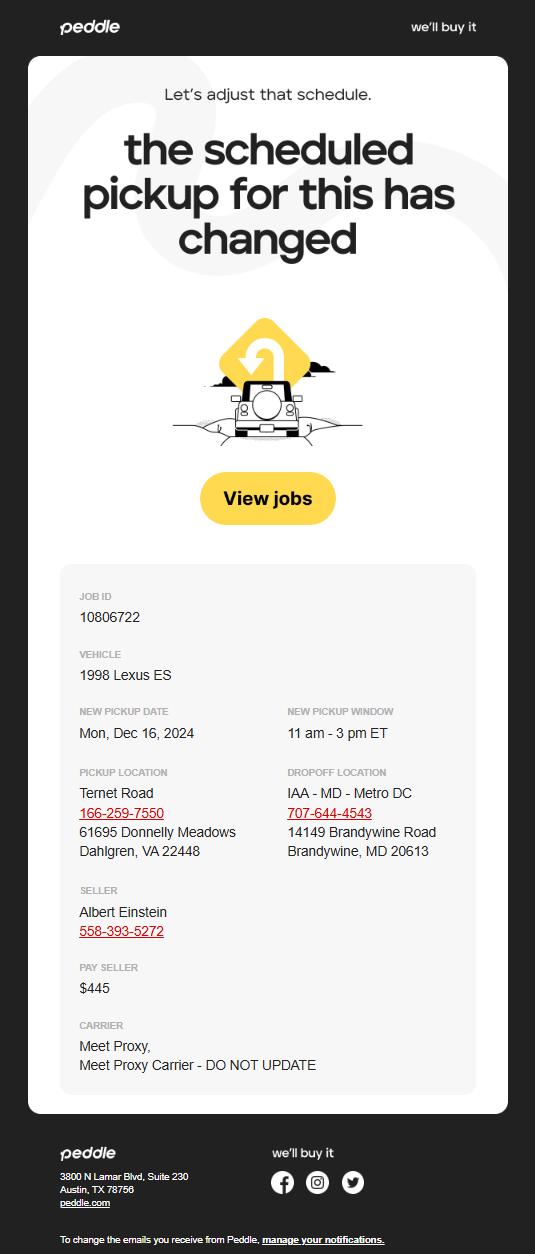 peddle
we'll buy it
Let's adjust that schedule.
the scheduled
pickup for this has
changed
View jobs
JOB ID
10806722
VEHICLE
1998 Lexus ES
NEW PICKUP DATE
Mon, Dec 16, 2024
NEW PICKUP WINDOW
11 am - 3 pm ET
PICKUP LOCATION
Ternet Road
166-259-7550
61695 Donnelly Meadows
Dahlgren, VA 22448
DROPOFF LOCATION
IAA - MD - Metro DC
707-644-4543
14149 Brandywine Road
Brandywine, MD 20613
SELLER
Albert Einstein
558-393-5272
PAY SELLER
$445
CARRIER
Meet Proxy,
Meet Proxy Carrier - DO NOT UPDATE
peddle
3800 N Lamar Blvd, Suite 230
Austin, TX 78756
peddle.com
we'll buy it
To change the emails you receive from Peddle, manage your notifications.